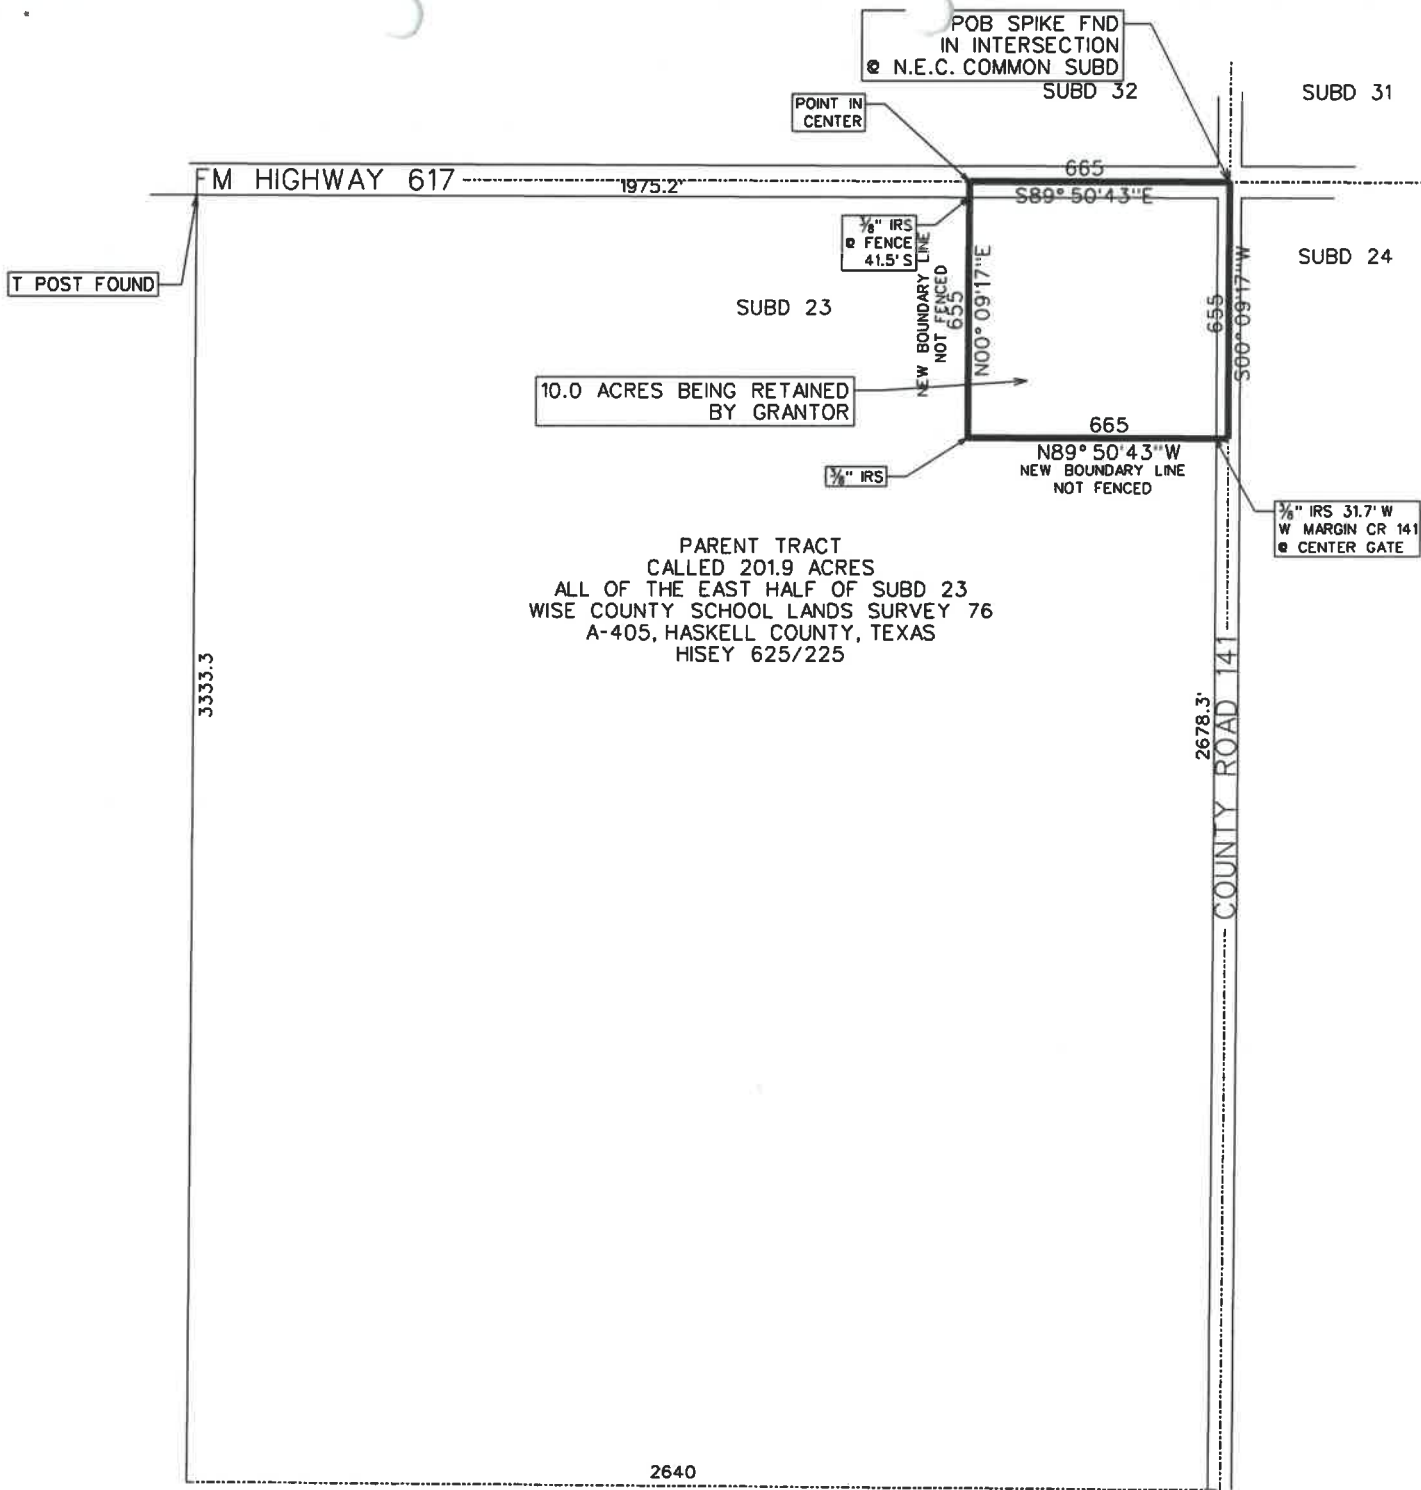 POB SPIKE FND
IN INTERSECTION
@ N.E.C. COMMON SUBD
SUBD 32
SUBD 31
POINT IN
CENTER
FM HIGHWAY 617
1975.2'
665
S89° 50'43"E
⅜" IRS
@ FENCE
41.5' S
T POST FOUND
SUBD 23
SUBD 24
NEW BOUNDARY LINE
NOT FENCED
655
N00° 09'17"E
655
S00° 09'17"W
10.0 ACRES BEING RETAINED
BY GRANTOR
665
N89° 50'43"W
NEW BOUNDARY LINE
NOT FENCED
⅜" IRS
⅜" IRS 31.7' W
W MARGIN CR 141
@ CENTER GATE
PARENT TRACT
CALLED 201.9 ACRES
ALL OF THE EAST HALF OF SUBD 23
WISE COUNTY SCHOOL LANDS SURVEY 76
A-405, HASKELL COUNTY, TEXAS
HISEY 625/225
3333.3
2678.3'
COUNTY ROAD 141
2640